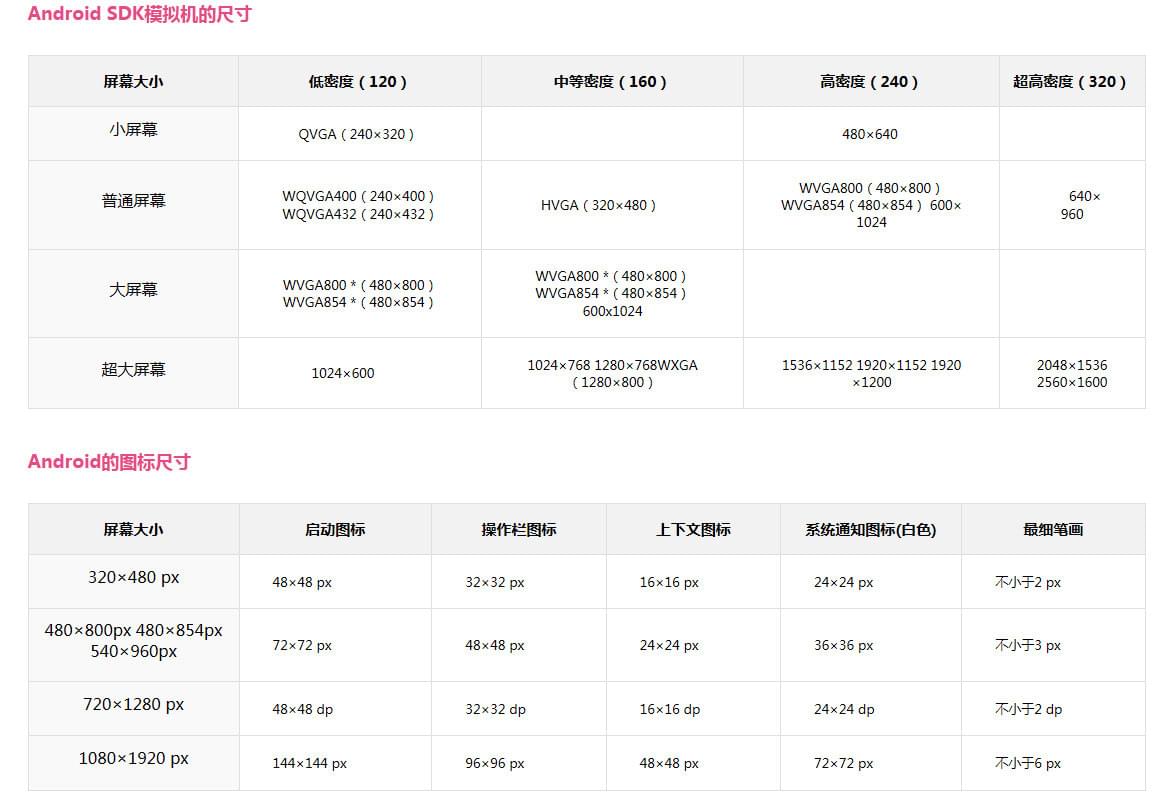 Android SDK模拟机的尺寸
屏幕大小 低密度（120） 中等密度（160） 高密度（240） 超高密度（320）
小屏幕 QVGA（240×320） 480×640
普通屏幕 WQVGA400（240×400） WQVGA432（240×432） HVGA（320×480） WVGA800（480×800） WVGA854（480×854） 600×1024 640×960
大屏幕 WVGA800 *（480×800） WVGA854 *（480×854） WVGA800 *（480×800） WVGA854 *（480×854） 600x1024
超大屏幕 1024×600 1024×768 1280×768WXGA（1280×800） 1536×1152 1920×1152 1920×1200 2048×1536 2560×1600
Android的图标尺寸
屏幕大小 启动图标 操作栏图标 上下文图标 系统通知图标(白色) 最细笔画
320×480 px 48×48 px 32×32 px 16×16 px 24×24 px 不小于2 px
480×800px 480×854px 540×960px 72×72 px 48×48 px 24×24 px 36×36 px 不小于3 px
720×1280 px 48×48 dp 32×32 dp 16×16 dp 24×24 dp 不小于2 dp
1080×1920 px 144×144 px 96×96 px 48×48 px 72×72 px 不小于6 px